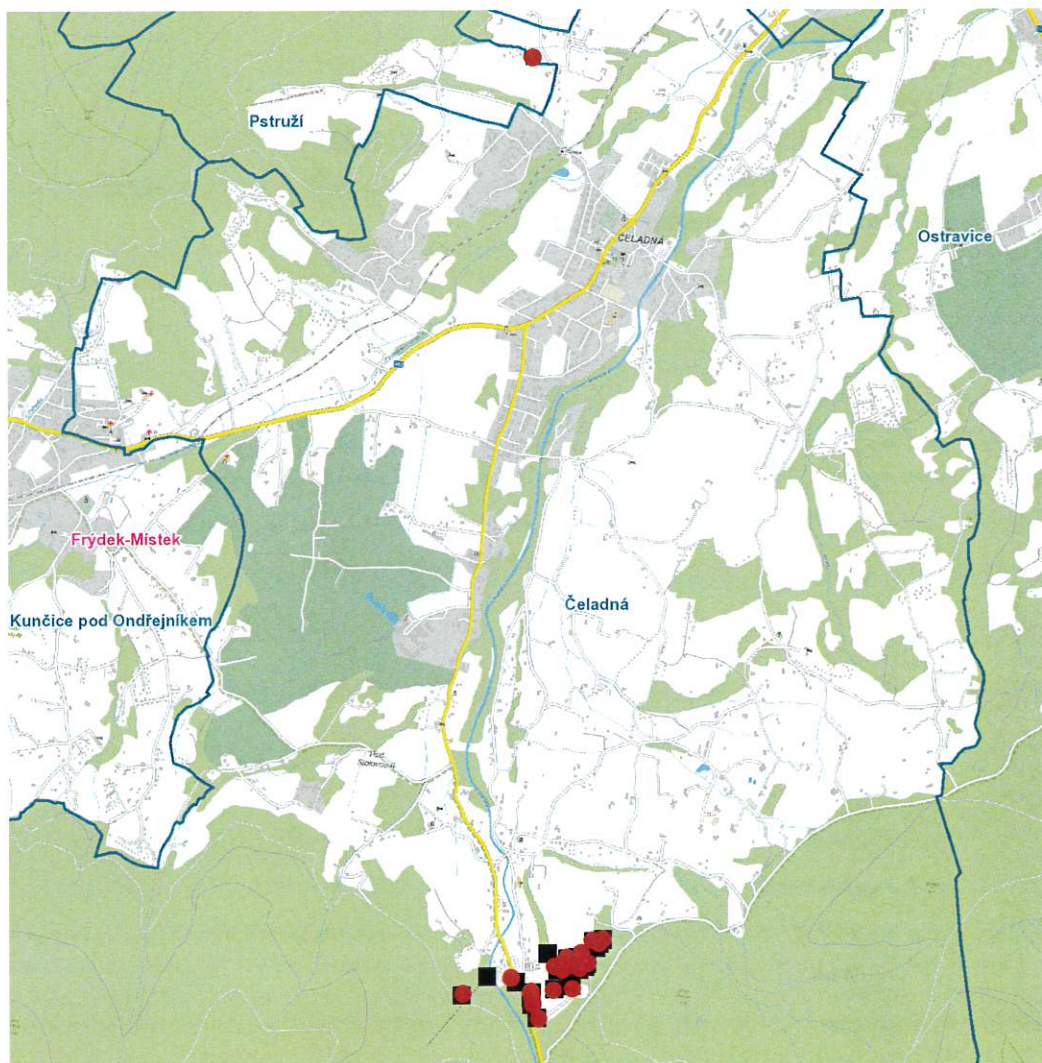 Pstruží
Ostravice
ČELADNÁ
Frýdek-Místek
Čeladná
Kunčice pod Ondřejníkem